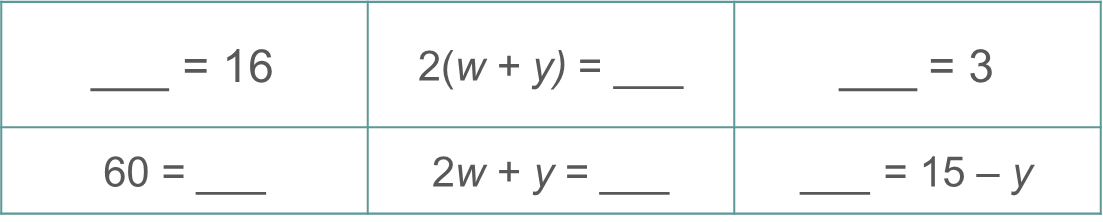 ___ = 16
2(w + y) = ___
___ = 3
60 = ___
2w + y = ___
___ = 15 – y